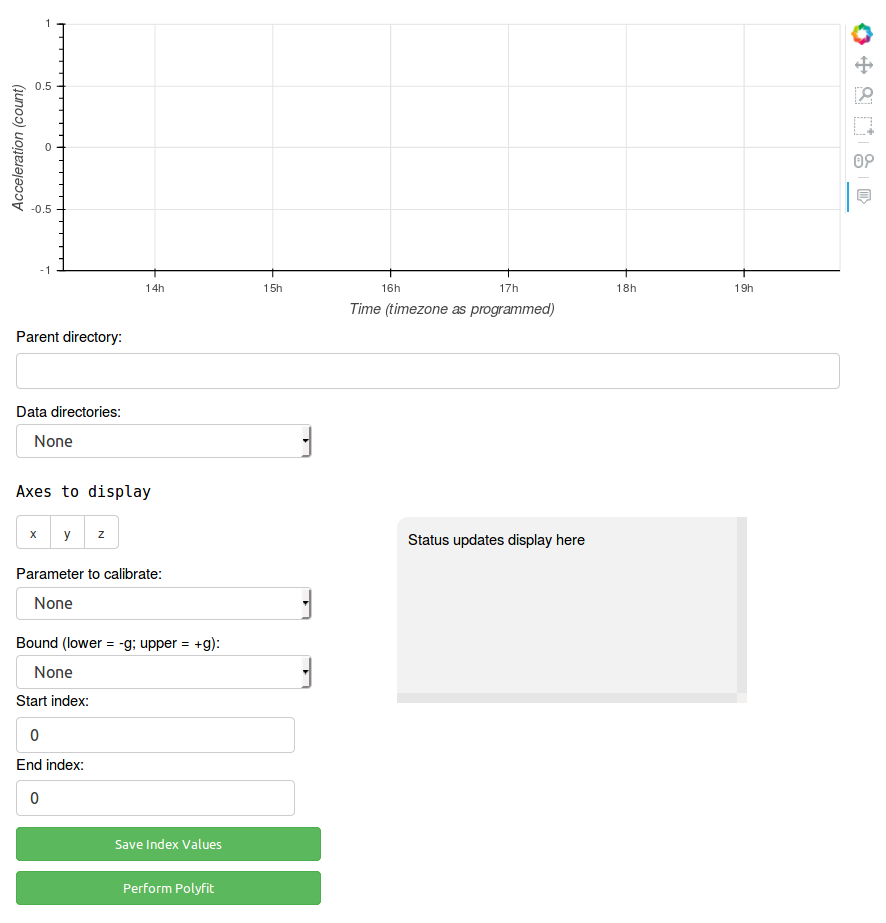 1
0.5
0
-0.5
-1
Acceleration (count)
14h 15h 16h 17h 18h 19h
Time (timezone as programmed)
Parent directory:
Data directories:
None
Axes to display
x y z
Status updates display here
Parameter to calibrate:
None
Bound (lower = -g; upper = +g):
None
Start index:
0
End index:
0
Save Index Values
Perform Polyfit